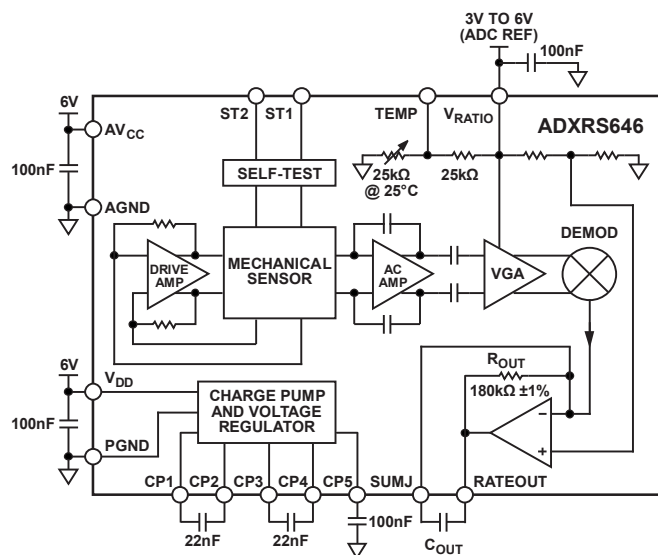 3V TO 6V
(ADC REF)
100nF
6V
ST2
ST1
TEMP
VRATIO
ADXRS646
AVCC
100nF
25kΩ
@ 25°C
25kΩ
SELF-TEST
AGND
DEMOD
DRIVE
AMP
MECHANICAL
SENSOR
AC
AMP
VGA
6V
VDD
ROUT
180kΩ ±1%
100nF
CHARGE PUMP
AND VOLTAGE
REGULATOR
–
+
PGND
CP1
CP2
CP3
CP4
CP5
SUMJ
RATEOUT
22nF
22nF
100nF
COUT